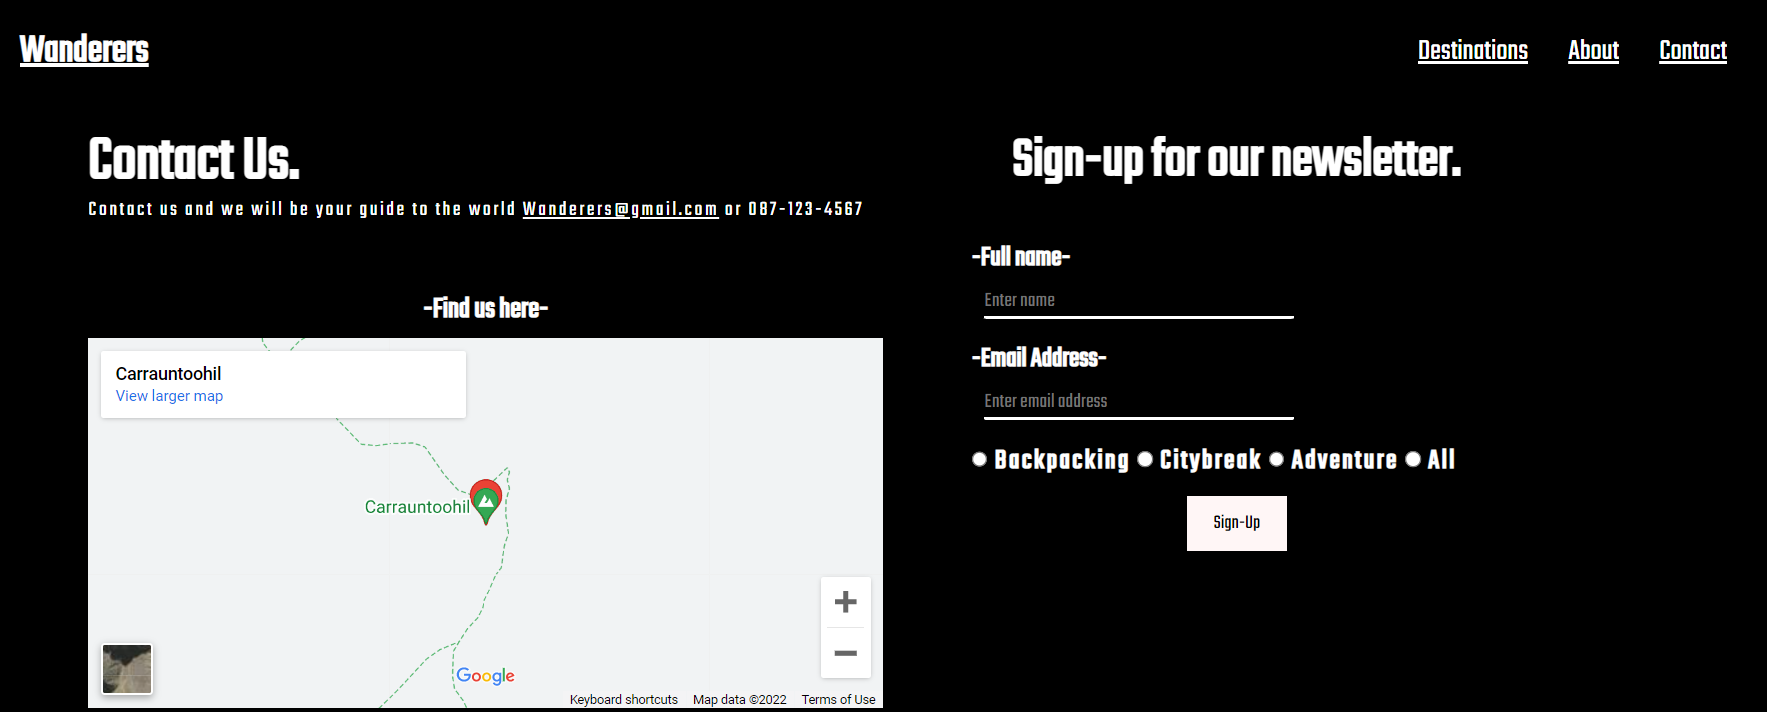 Wanderers
Destinations About Contact
Contact Us.
Contact us and we will be your guide to the world Wanderers@gmail.com or 087-123-4567
-Find us here-
Carrauntoohil
View larger map
Carrauntoohil
Google
Keyboard shortcuts Map data ©2022 Terms of Use
Sign-up for our newsletter.
-Full name-
Enter name
-Email Address-
Enter email address
Backpacking Citybreak Adventure All
Sign-Up